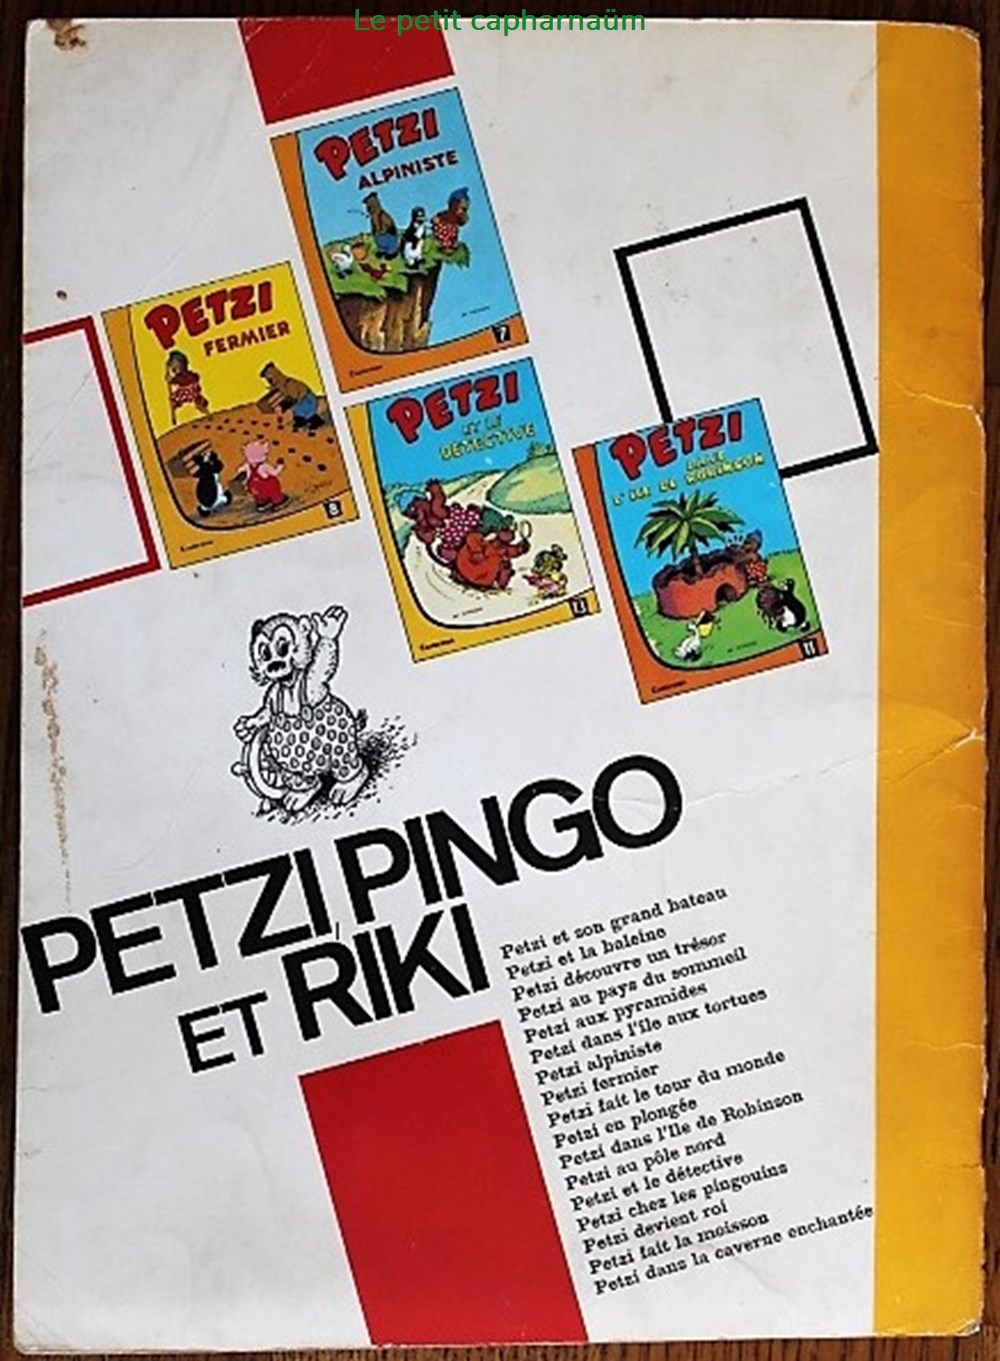 Le petit capharnaüm
PETZI
ALPINISTE
7
PETZI
FERMIER
8
PETZI
ET LE
DÉTECTIVE
13
PETZI
DANS
L'ILE DE ROBINSON
11
PETZI, PINGO
ET RIKI
Petzi et son grand bateau
Petzi et la baleine
Petzi découvre un trésor
Petzi au pays du sommeil
Petzi aux pyramides
Petzi dans l'île aux tortues
Petzi alpiniste
Petzi fermier
Petzi fait le tour du monde
Petzi en plongée
Petzi dans l'Ile de Robinson
Petzi au pôle nord
Petzi et le détective
Petzi chez les pingouins
Petzi devient roi
Petzi fait la moisson
Petzi dans la caverne enchantée